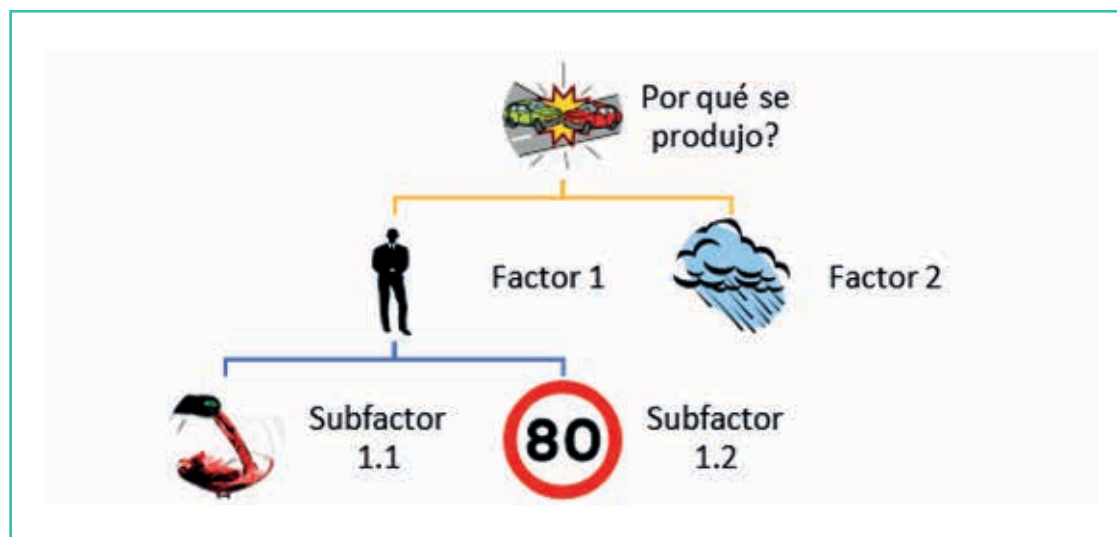 Por qué se
produjo?
Factor 1
Factor 2
Subfactor
1.1
80
Subfactor
1.2